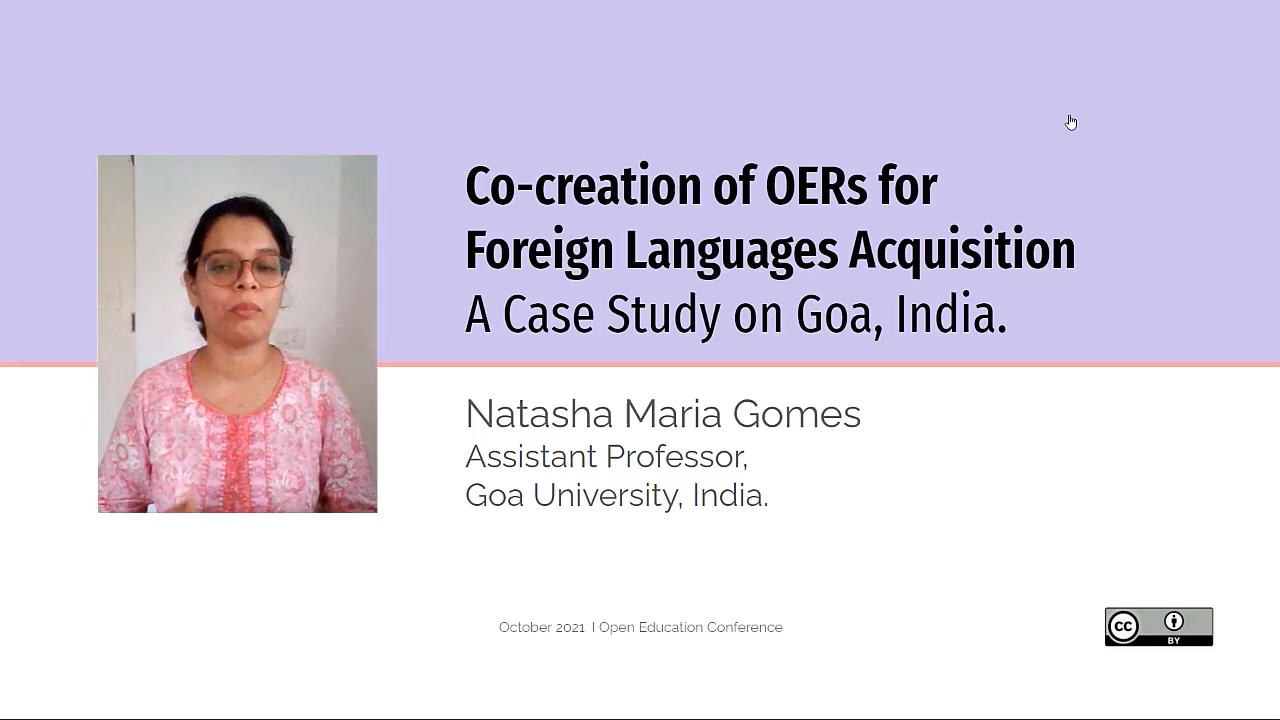 Co-creation of OERs for
Foreign Languages Acquisition
A Case Study on Goa, India.
Natasha Maria Gomes
Assistant Professor,
Goa University, India.
October 2021 I Open Education Conference
CC
BY